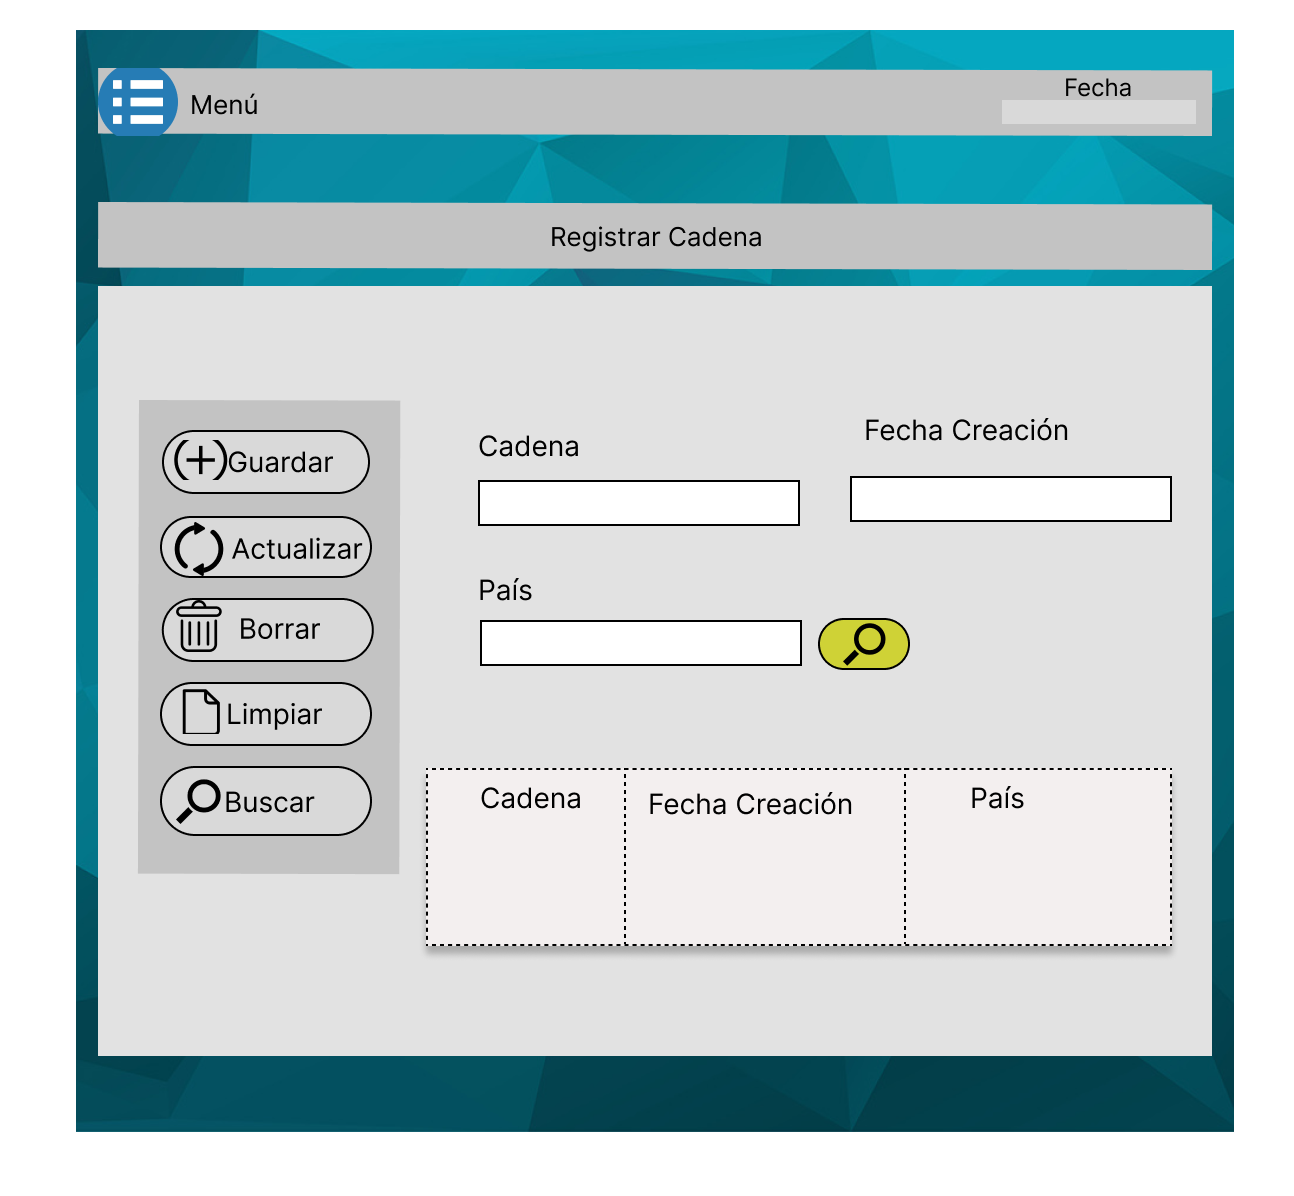 Menú
Fecha
Registrar Cadena
Guardar
Actualizar
Borrar
Limpiar
Buscar
Cadena
Fecha Creación
País
Cadena
Fecha Creación
País